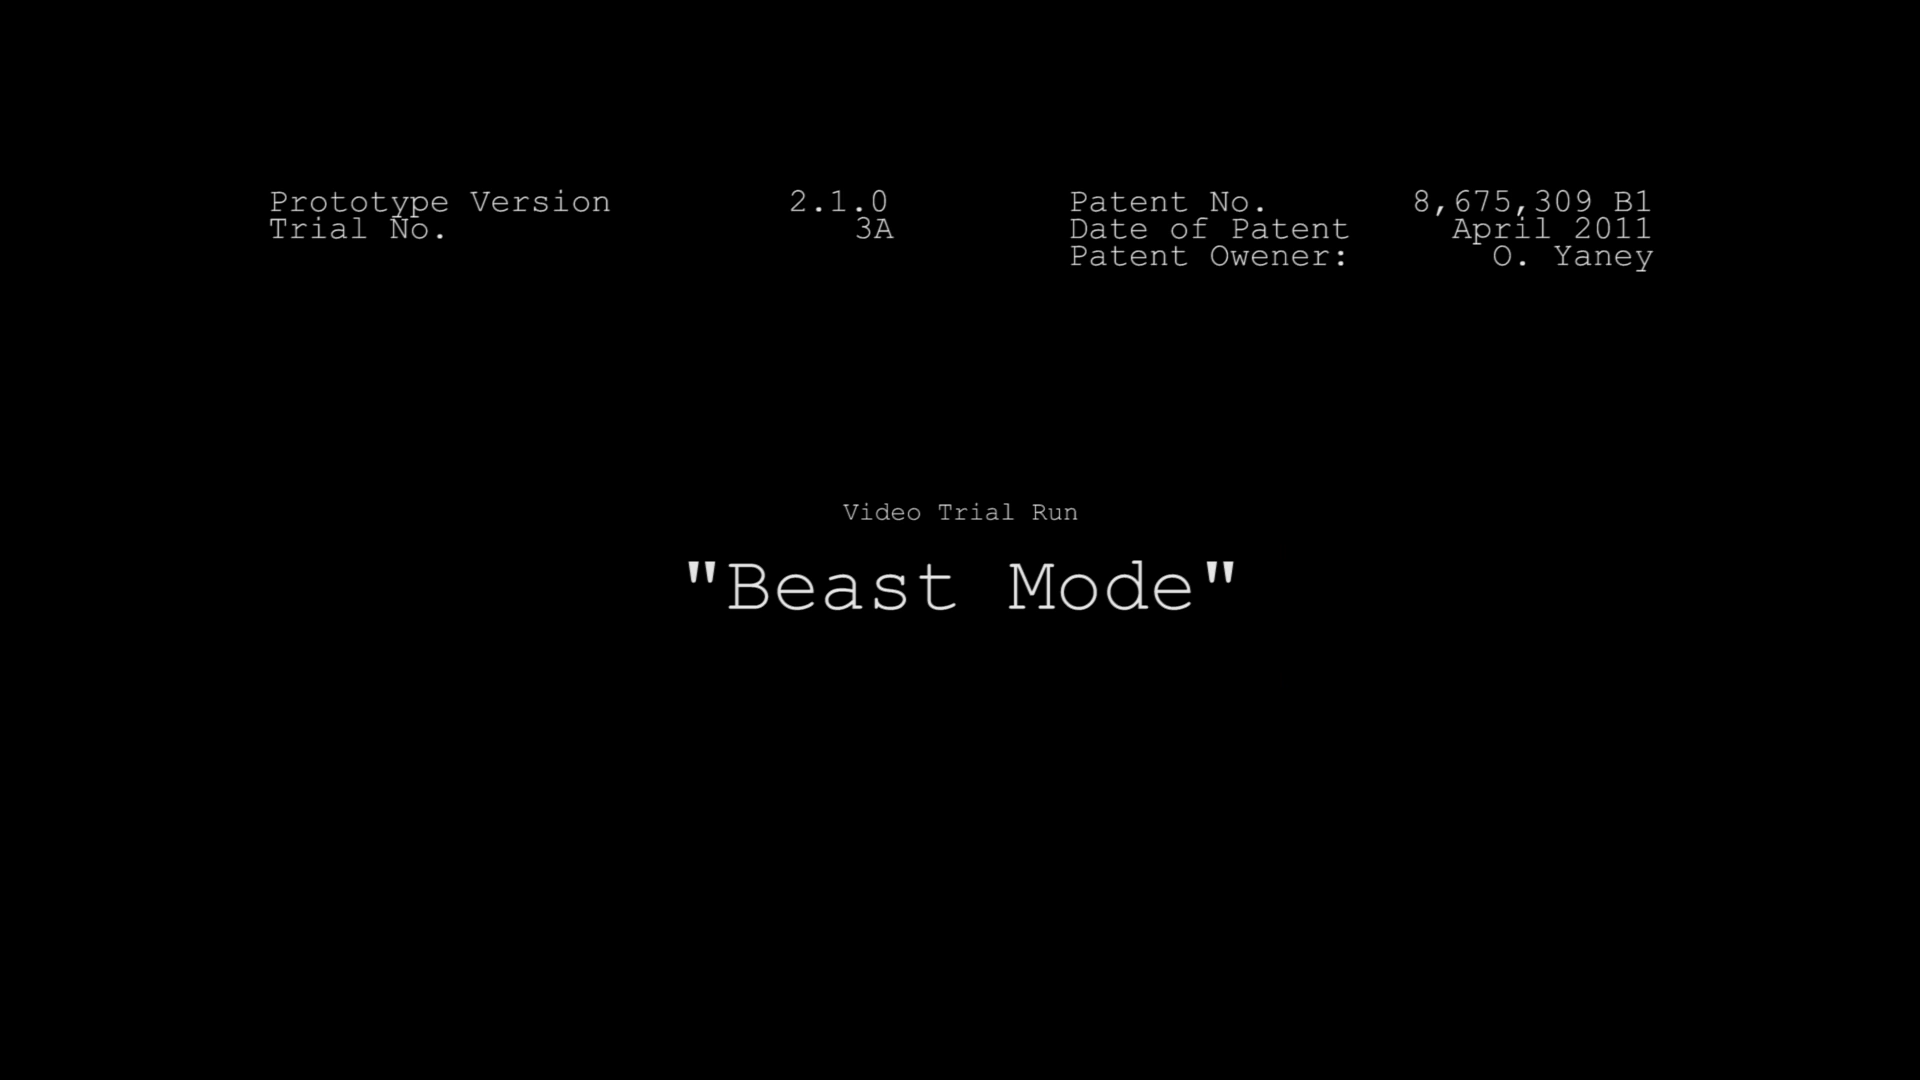 Prototype Version 2.1.0
Trial No. 3A
Patent No. 8,675,309 B1
Date of Patent April 2011
Patent Owener: O. Yaney
Video Trial Run
"Beast Mode"